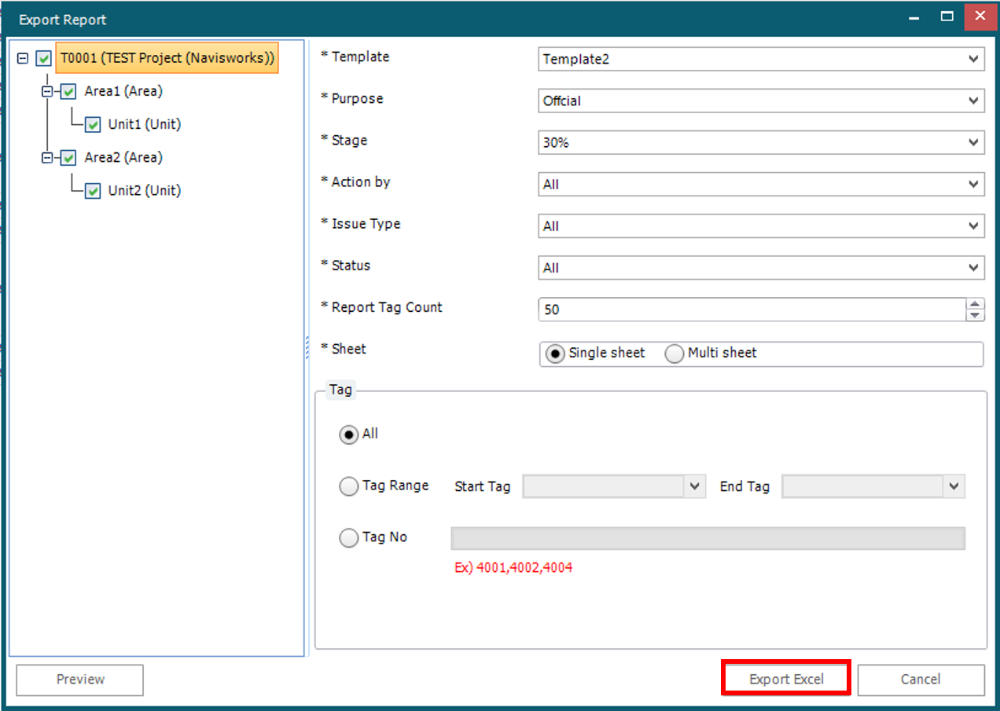 Export Report
T0001 (TEST Project (Navisworks))
Area1 (Area)
Unit1 (Unit)
Area2 (Area)
Unit2 (Unit)
* Template Template2
* Purpose Offcial
* Stage 30%
* Action by All
* Issue Type All
* Status All
* Report Tag Count 50
* Sheet Single sheet Multi sheet
Tag
All
Tag Range Start Tag End Tag
Tag No
Ex) 4001,4002,4004
Preview Export Excel Cancel